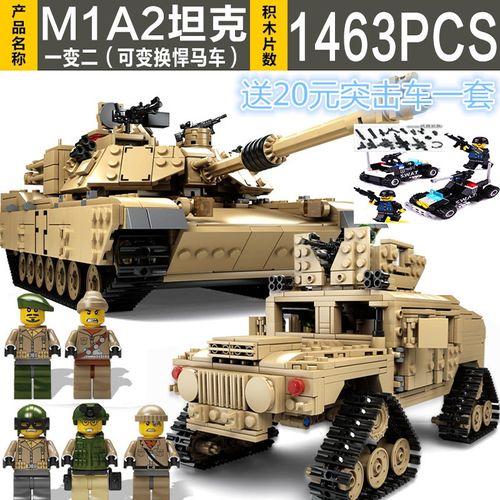 产品名称
M1A2坦克
一变二（可变换悍马车）
积木片数
1463PCS
送20元突击车一套
SWAT
SWAT